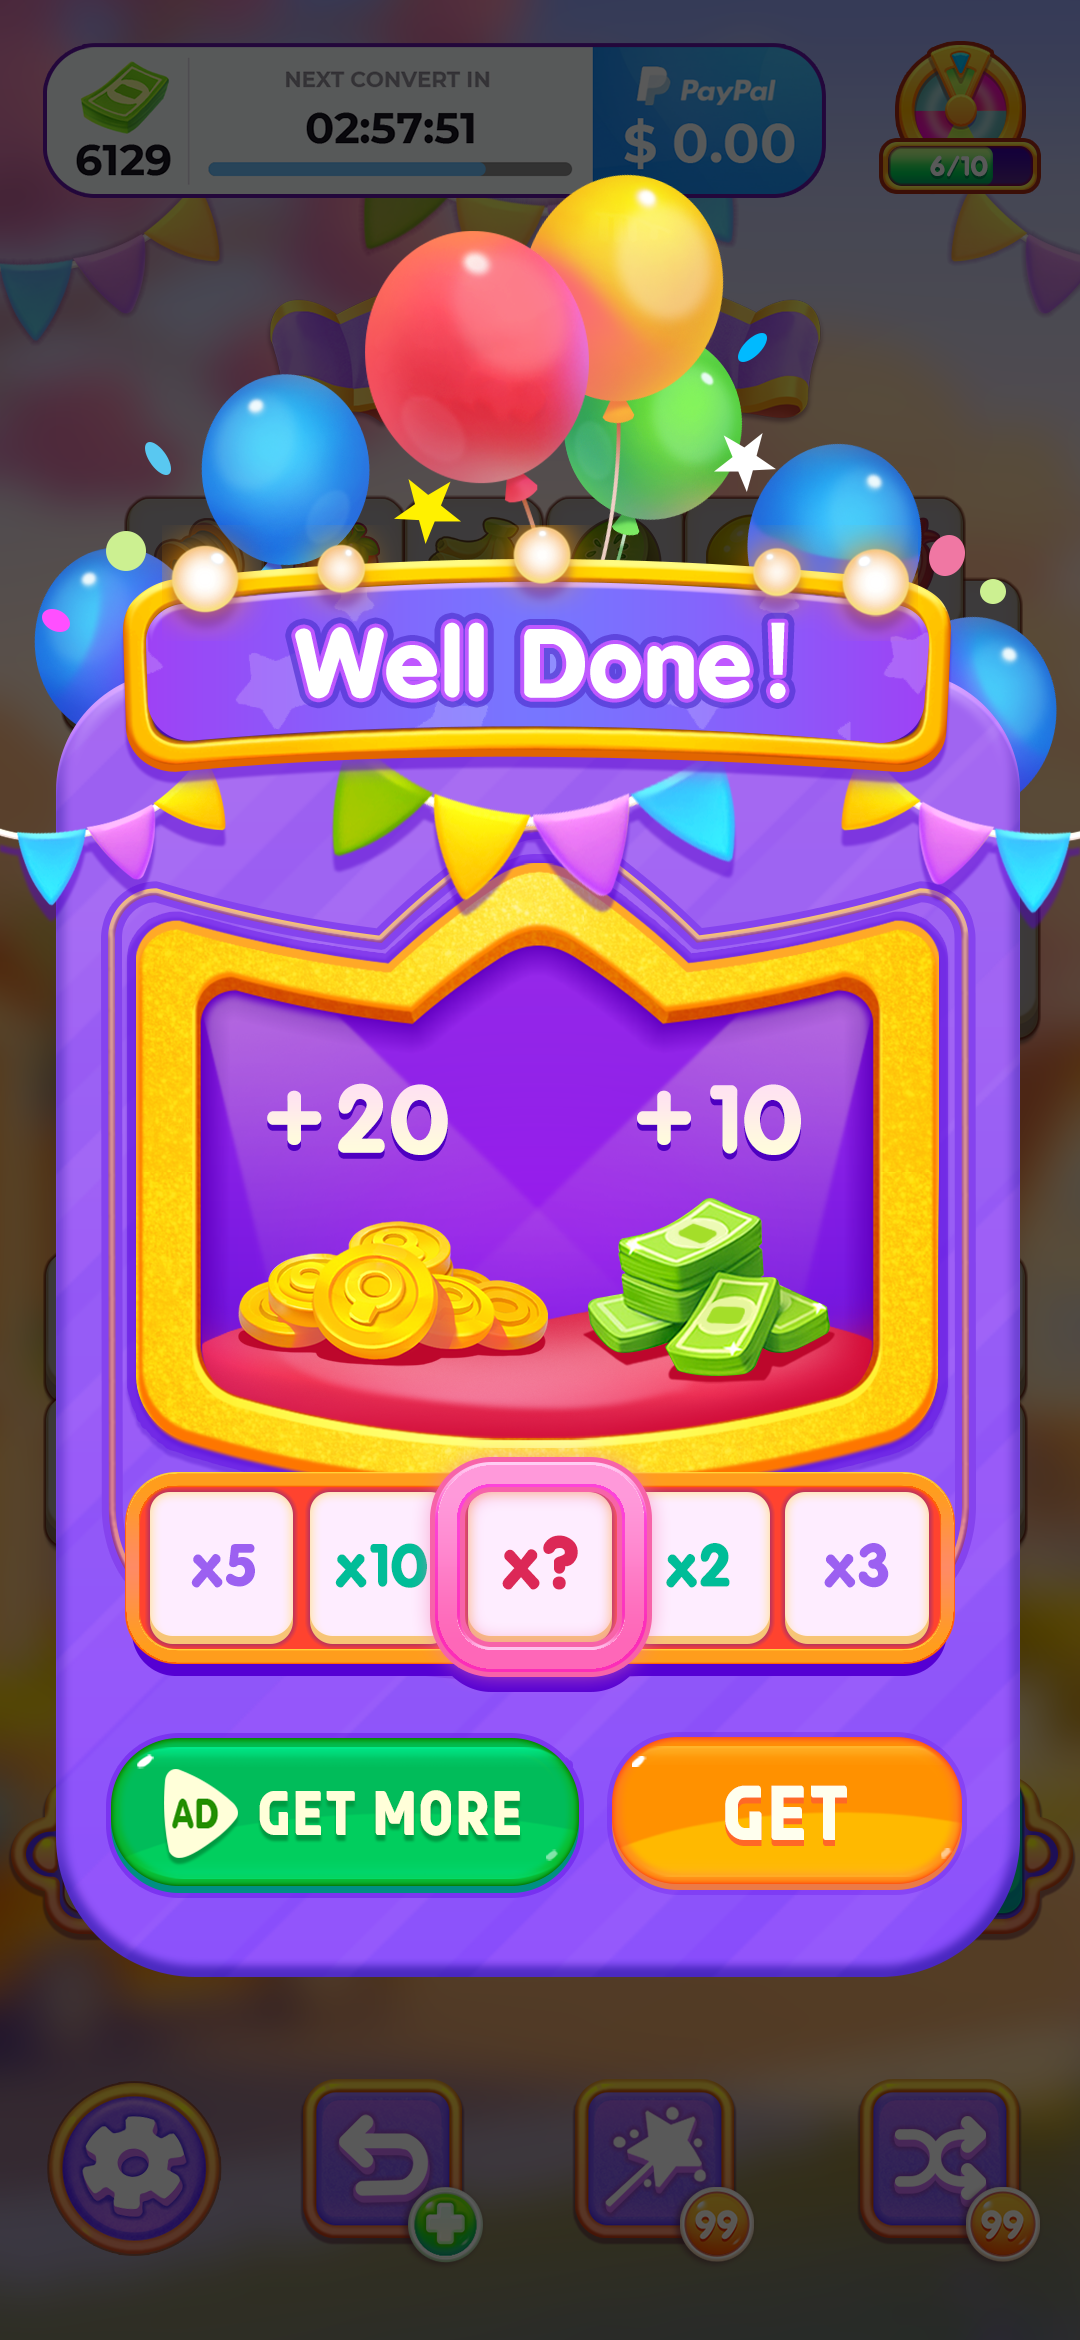 NEXT CONVERT IN
02:57:51
6129
PayPal
$ 0.00
6/10
Well Done!
+20
+10
x5
x10
x?
x2
x3
AD
GET MORE
GET
99
99